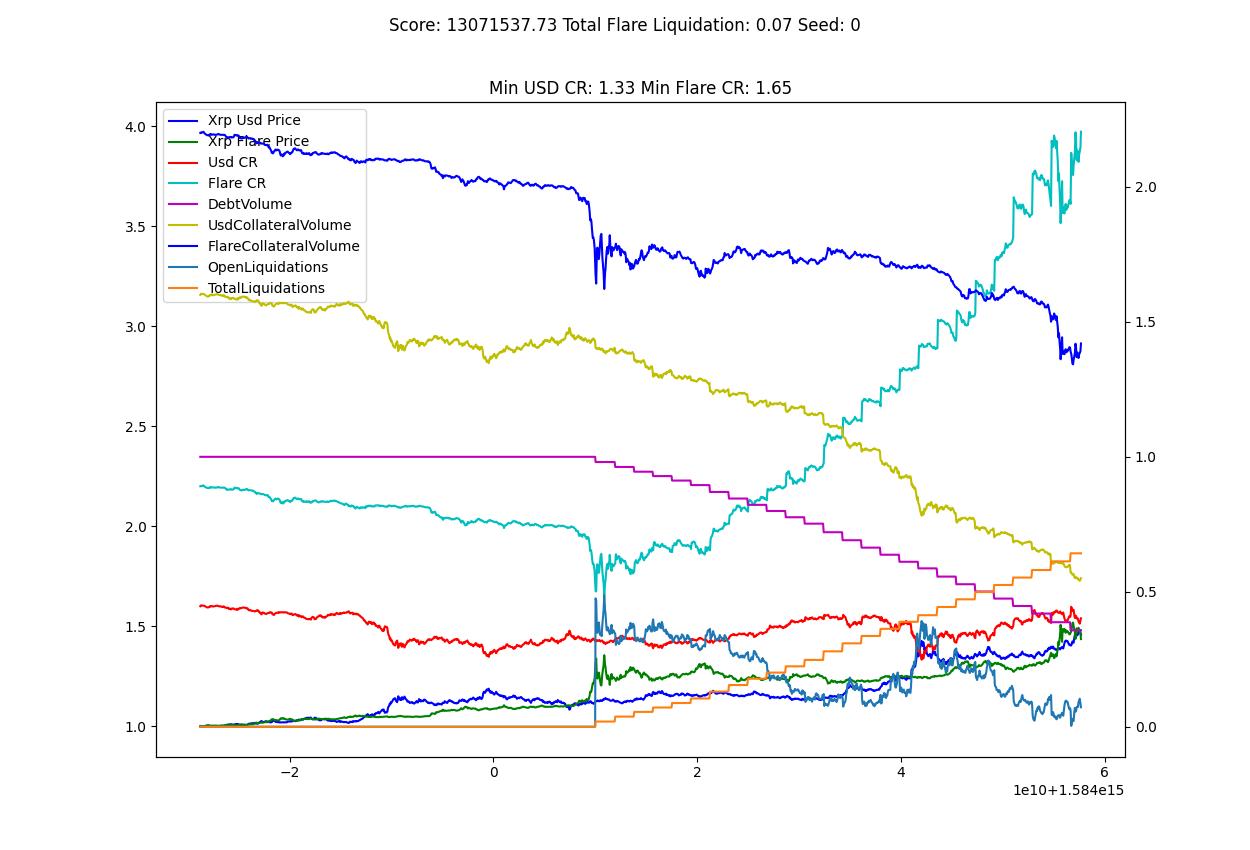 Score: 13071537.73 Total Flare Liquidation: 0.07 Seed: 0
Min USD CR: 1.33 Min Flare CR: 1.65
Xrp Usd Price
Xrp Flare Price
Usd CR
Flare CR
DebtVolume
UsdCollateralVolume
FlareCollateralVolume
OpenLiquidations
TotalLiquidations
4.0
3.5
3.0
2.5
2.0
1.5
1.0
2.0
1.5
1.0
0.5
0.0
−2
0
2
4
6
1e10+1.584e15